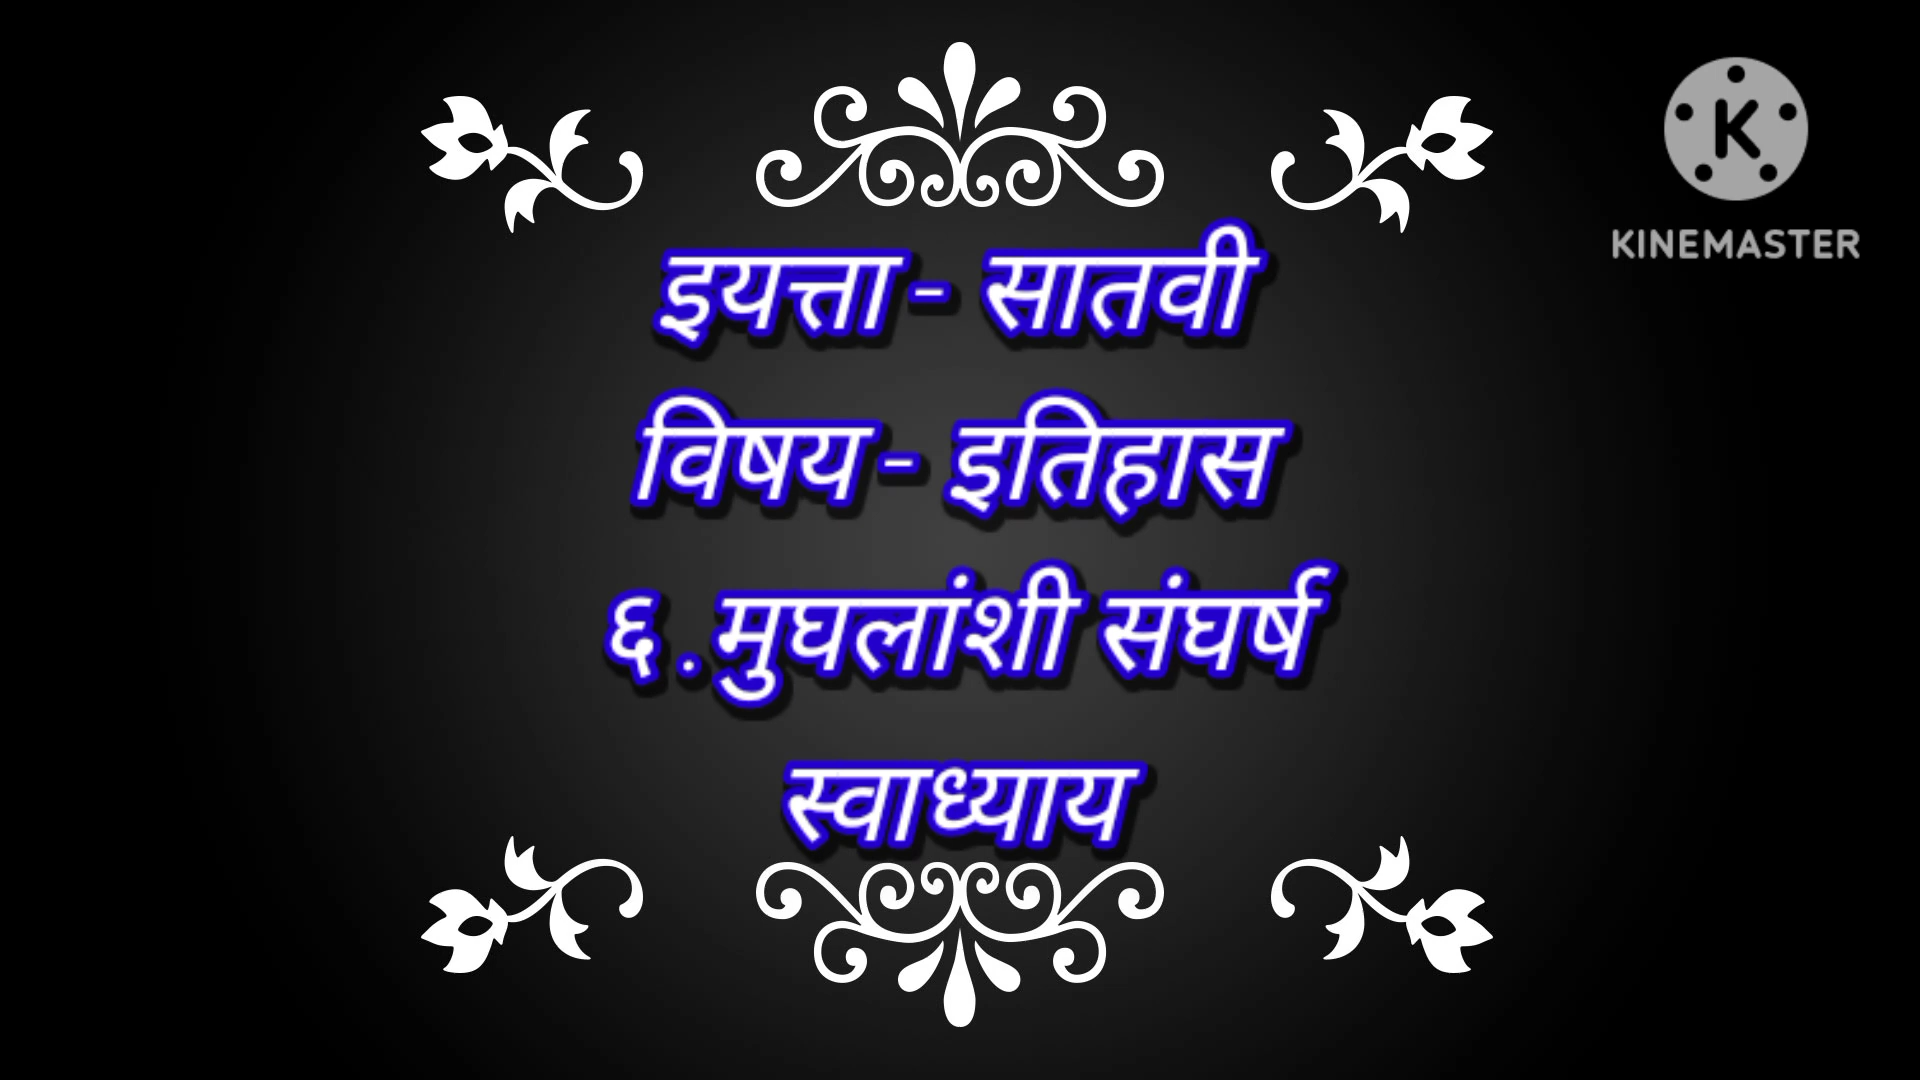 इयत्ता - सातवी
विषय - इतिहास
६.मुघलांशी संघर्ष
स्वाध्याय
K
KINEMASTER